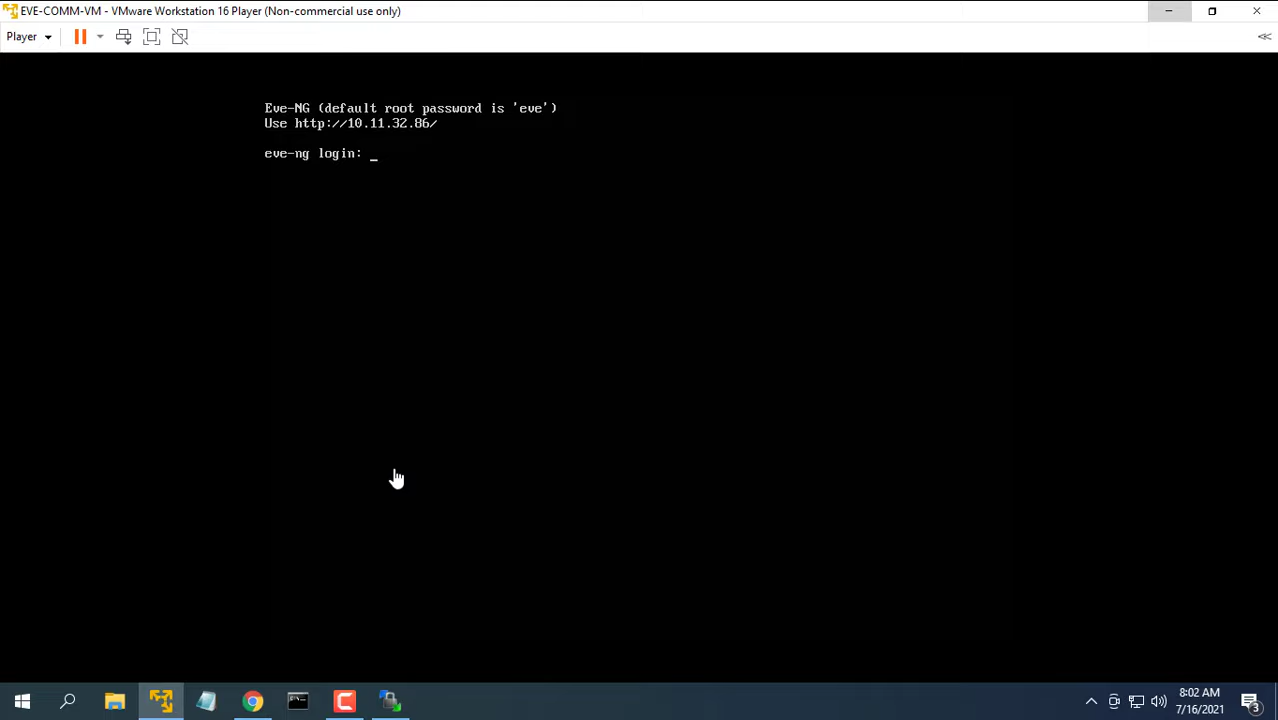 EVE-COMM-VM - VMware Workstation 16 Player (Non-commercial use only)
Player
Eve-NG (default root password is 'eve')
Use http://10.11.32.86/
eve-ng login: _
8:02 AM
7/16/2021
3